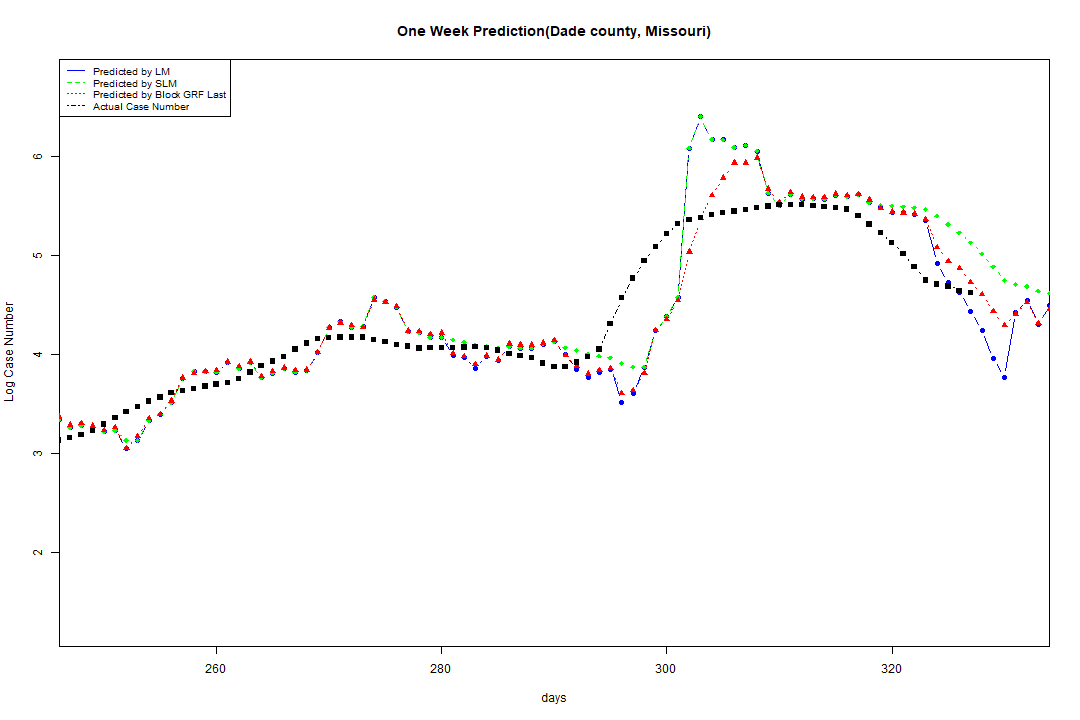 One Week Prediction(Dade county, Missouri)
Predicted by LM
Predicted by SLM
Predicted by Block GRF Last
Actual Case Number
6
5
4
3
2
Log Case Number
260 280 300 320
days